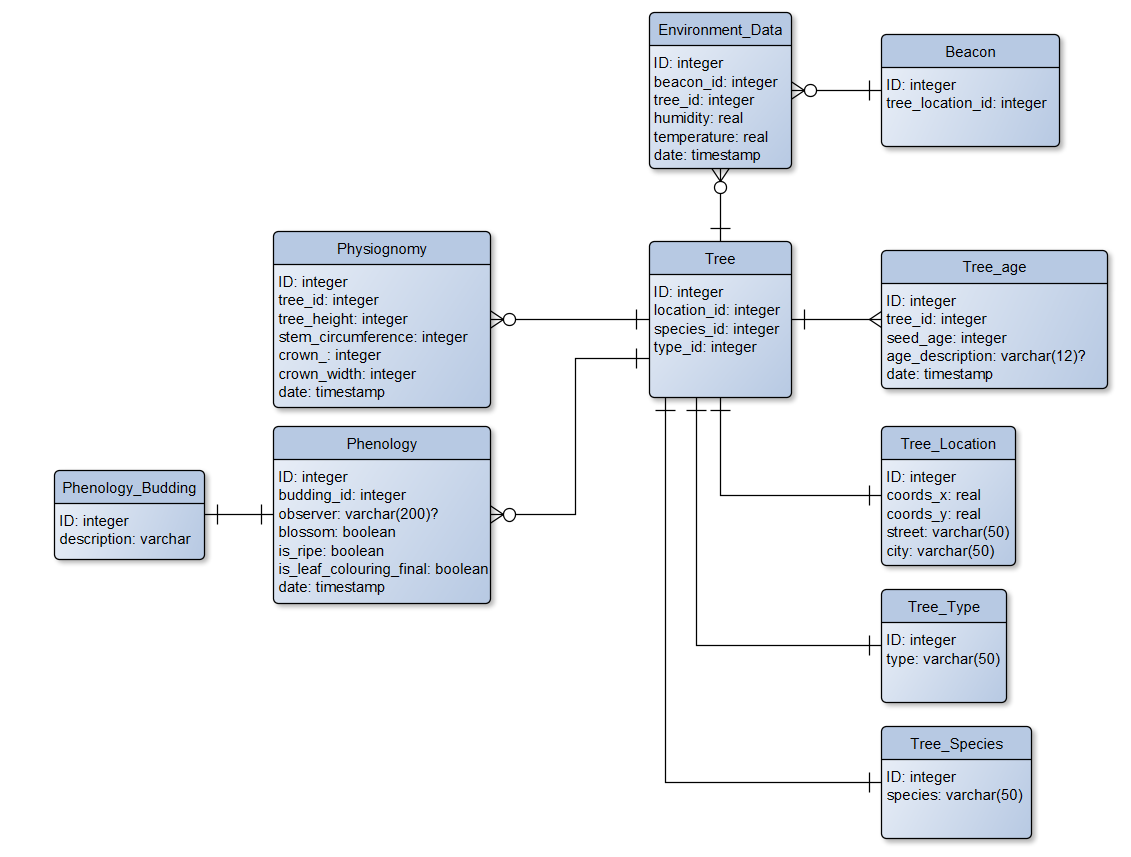 Environment_Data
ID: integer
beacon_id: integer
tree_id: integer
humidity: real
temperature: real
date: timestamp
Beacon
ID: integer
tree_location_id: integer
Physiognomy
ID: integer
tree_id: integer
tree_height: integer
stem_circumference: integer
crown_: integer
crown_width: integer
date: timestamp
Tree
ID: integer
location_id: integer
species_id: integer
type_id: integer
Tree_age
ID: integer
tree_id: integer
seed_age: integer
age_description: varchar(12)?
date: timestamp
Phenology_Budding
ID: integer
description: varchar
Phenology
ID: integer
budding_id: integer
observer: varchar(200)?
blossom: boolean
is_ripe: boolean
is_leaf_colouring_final: boolean
date: timestamp
Tree_Location
ID: integer
coords_x: real
coords_y: real
street: varchar(50)
city: varchar(50)
Tree_Type
ID: integer
type: varchar(50)
Tree_Species
ID: integer
species: varchar(50)